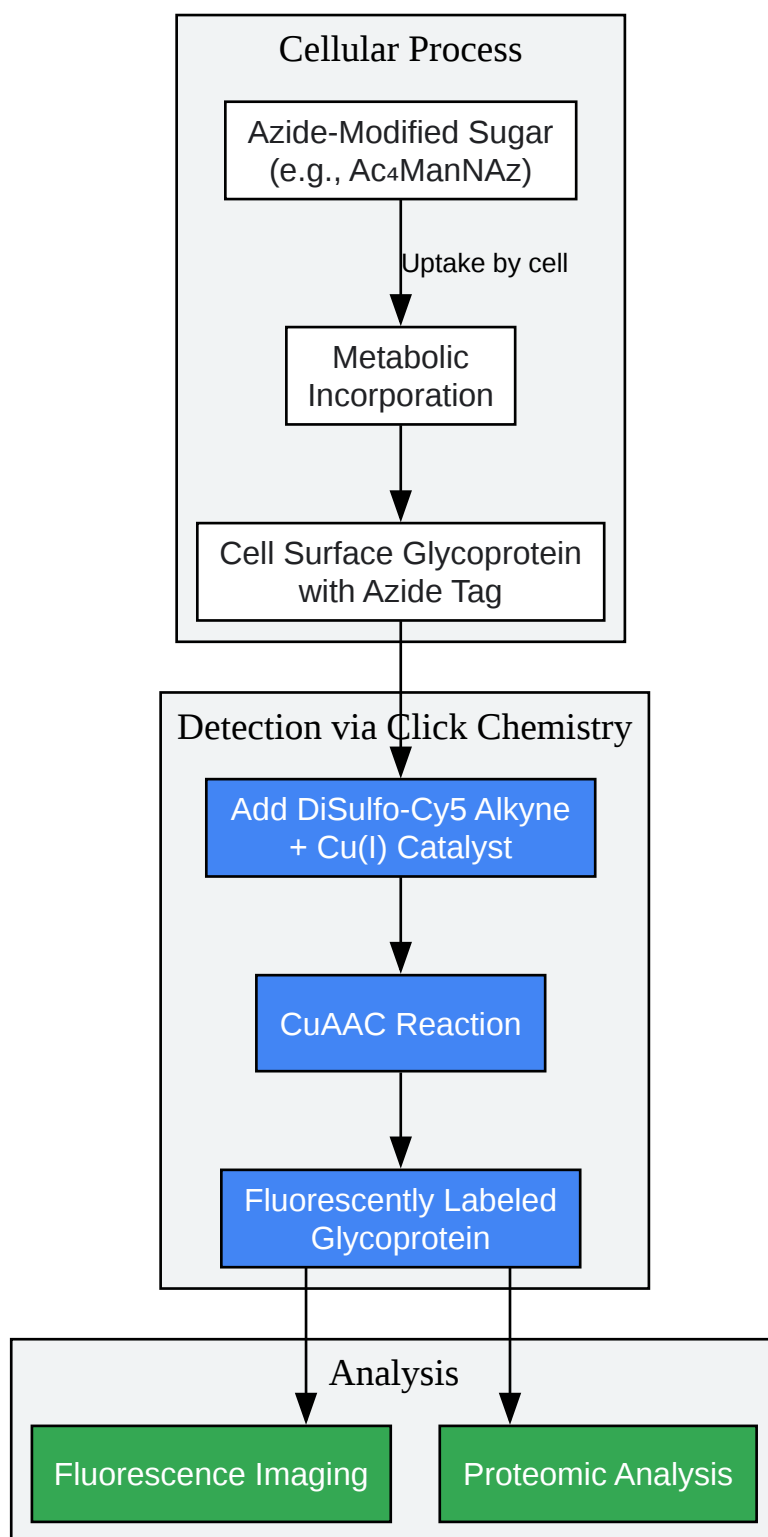 Cellular Process
Azide-Modified Sugar
(e.g., Ac₄ManNAz)
Uptake by cell
Metabolic
Incorporation
Cell Surface Glycoprotein
with Azide Tag
Detection via Click Chemistry
Add DiSulfo-Cy5 Alkyne
+ Cu(I) Catalyst
CuAAC Reaction
Fluorescently Labeled
Glycoprotein
Analysis
Fluorescence Imaging
Proteomic Analysis